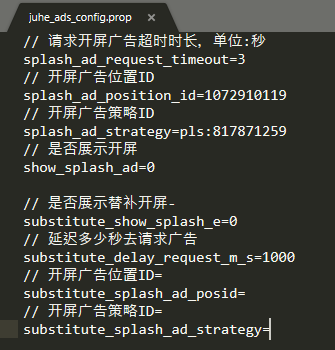 juhe_ads_config.prop
// 请求开屏广告超时时长, 单位:秒
splash_ad_request_timeout=3
// 开屏广告位置ID
splash_ad_position_id=1072910119
// 开屏广告策略ID
splash_ad_strategy=pls:817871259
// 是否展示开屏
show_splash_ad=0
// 是否展示替补开屏-
substitute_show_splash_e=0
// 延迟多少秒去请求广告
substitute_delay_request_m_s=1000
// 开屏广告位置ID=
substitute_splash_ad_posid=
// 开屏广告策略ID=
substitute_splash_ad_strategy=